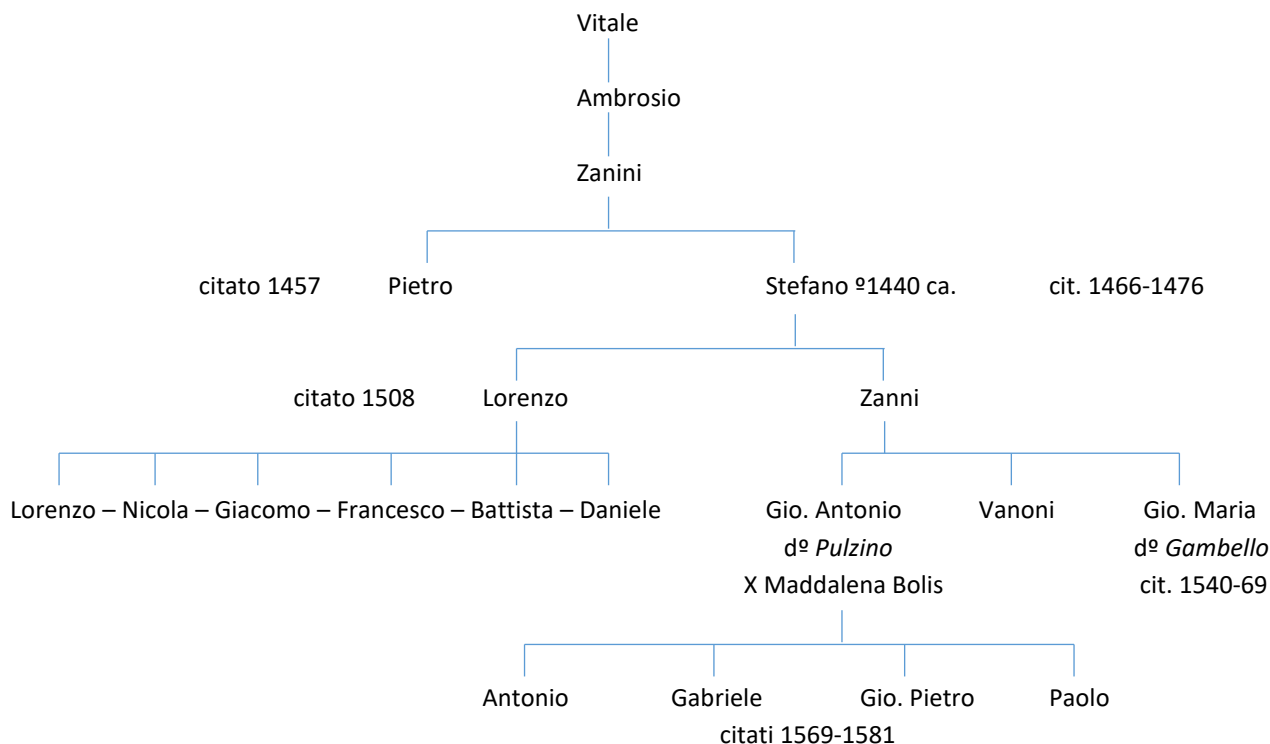 Vitale
Ambrosio
Zanini
citato 1457 Pietro Stefano º1440 ca. cit. 1466-1476
citato 1508 Lorenzo Zanni
Lorenzo – Nicola – Giacomo – Francesco – Battista – Daniele Gio. Antonio Vanoni Gio. Maria
dº Pulzino dº Gambello
X Maddalena Bolis cit. 1540-69
Antonio Gabriele Gio. Pietro Paolo
citati 1569-1581